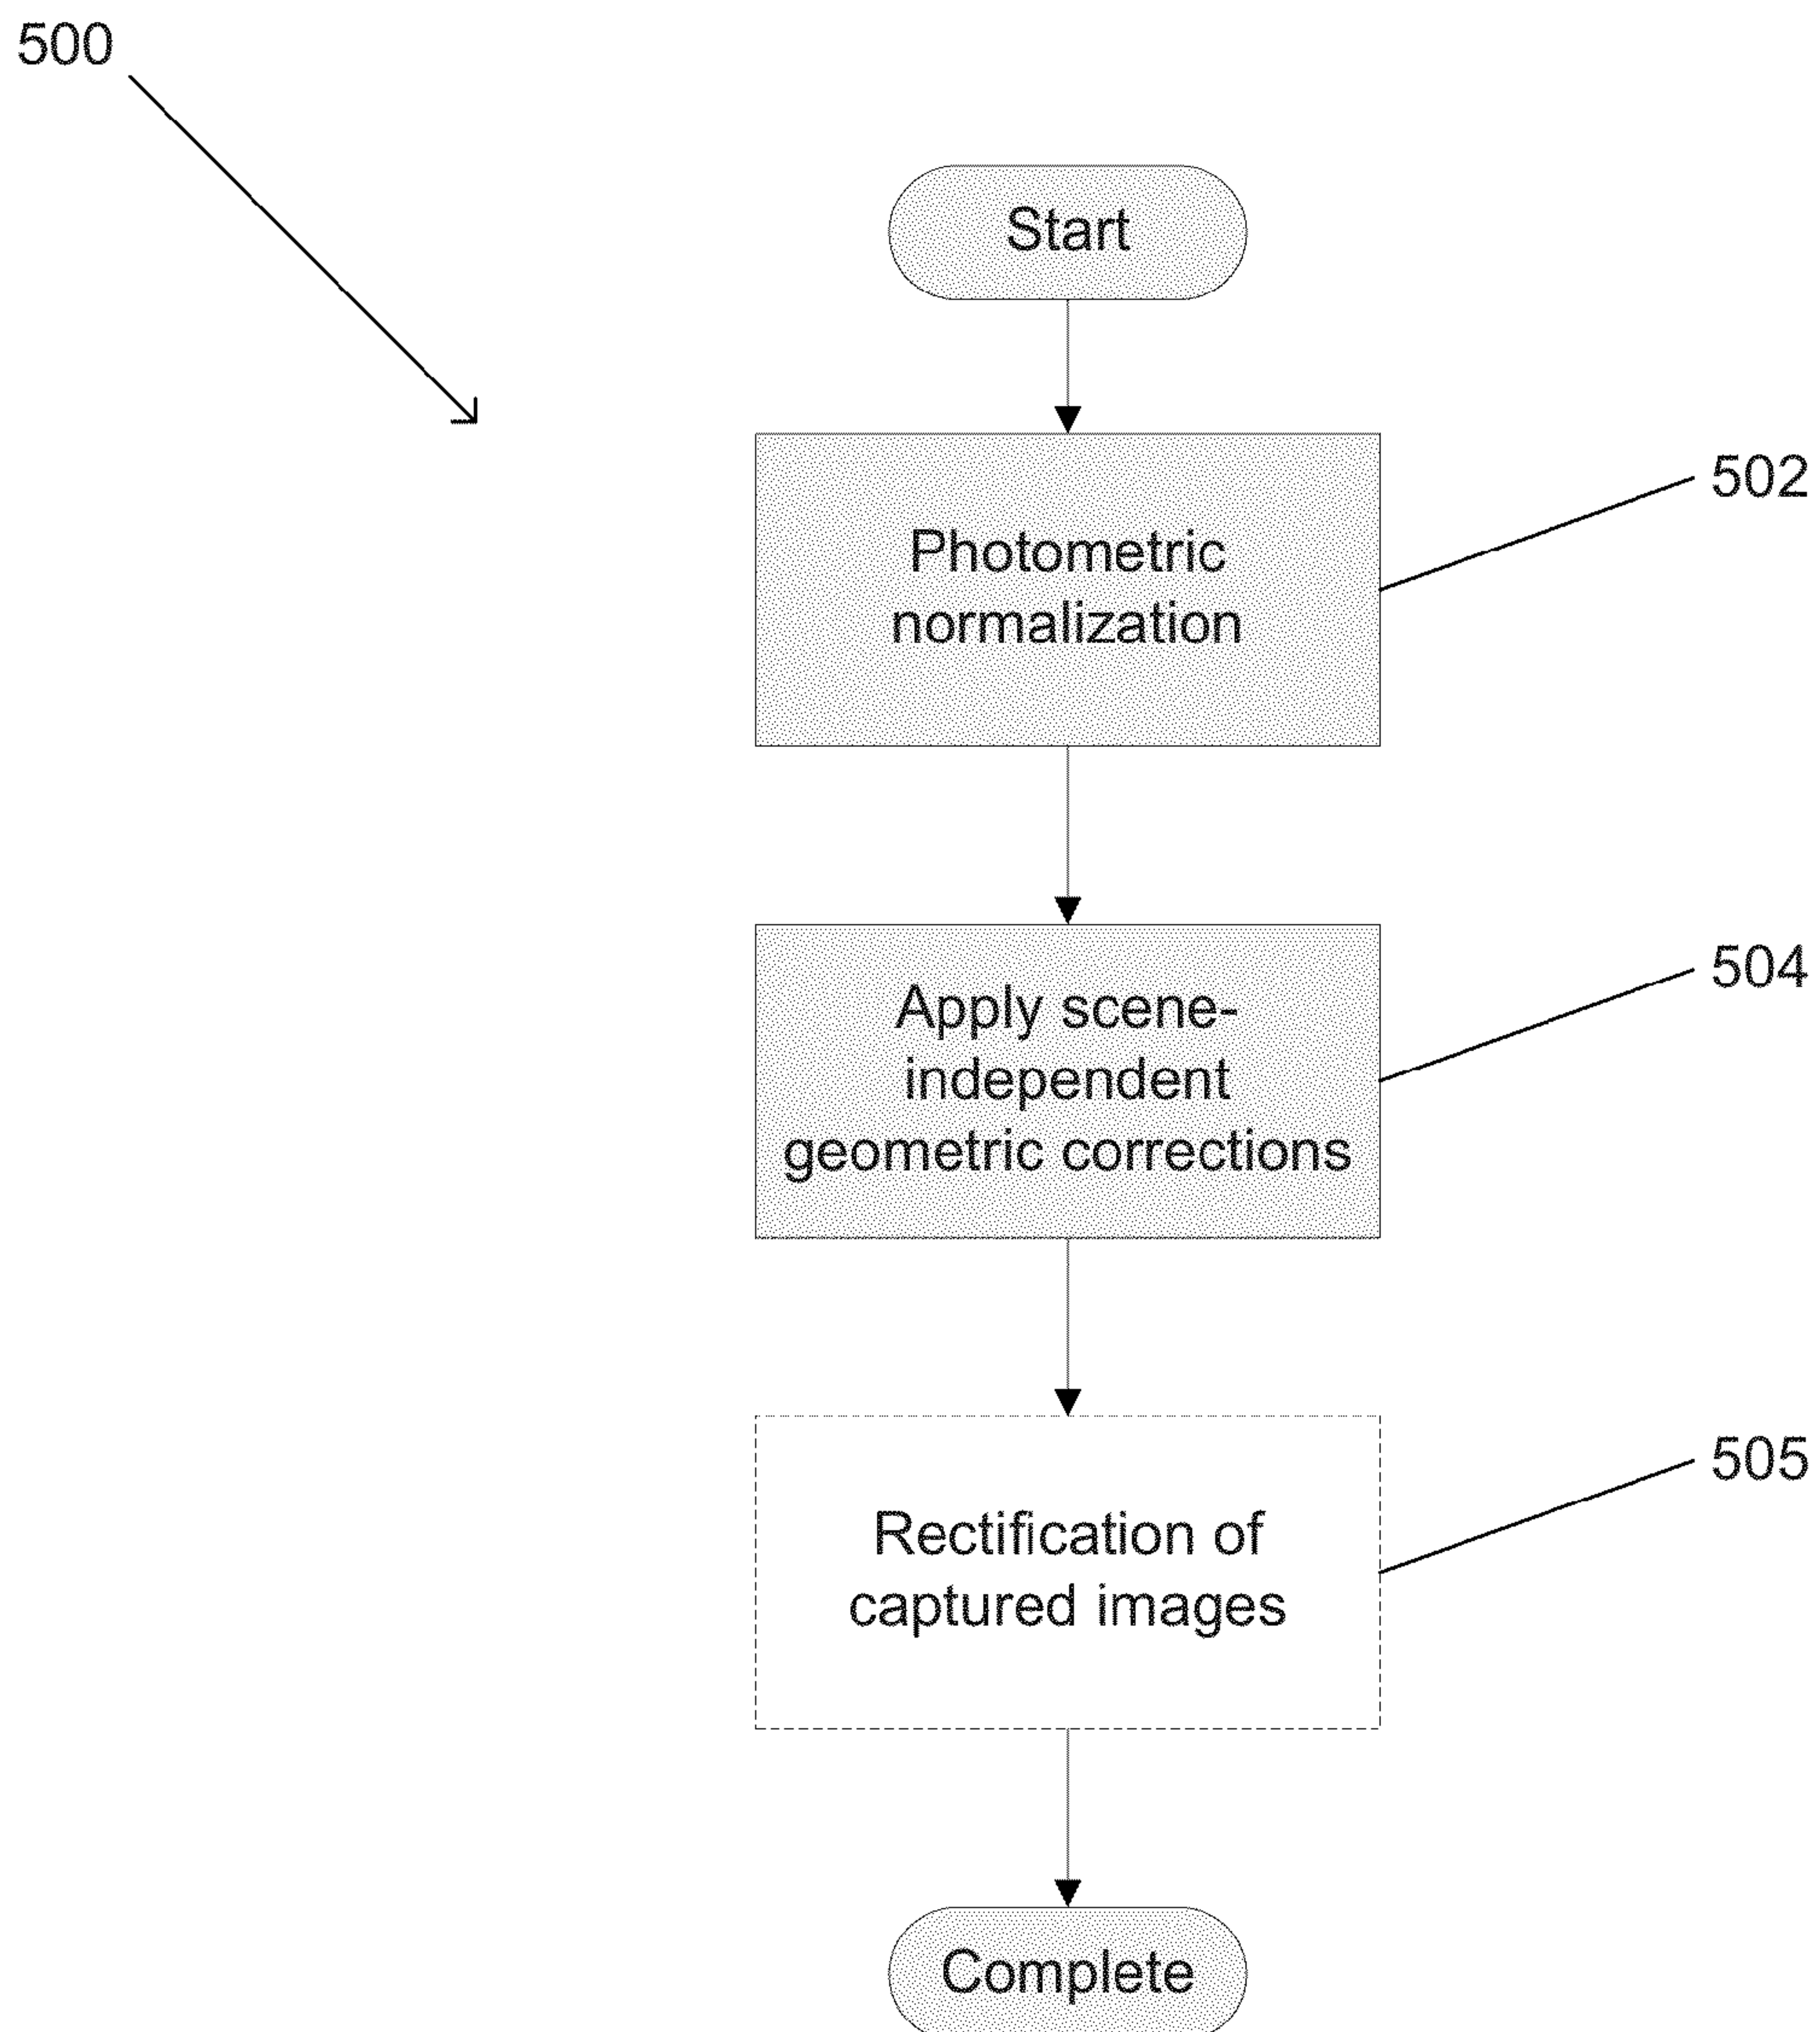 500
Start
502
Photometric
normalization
504
Apply scene-
independent
geometric corrections
505
Rectification of
captured images
Complete